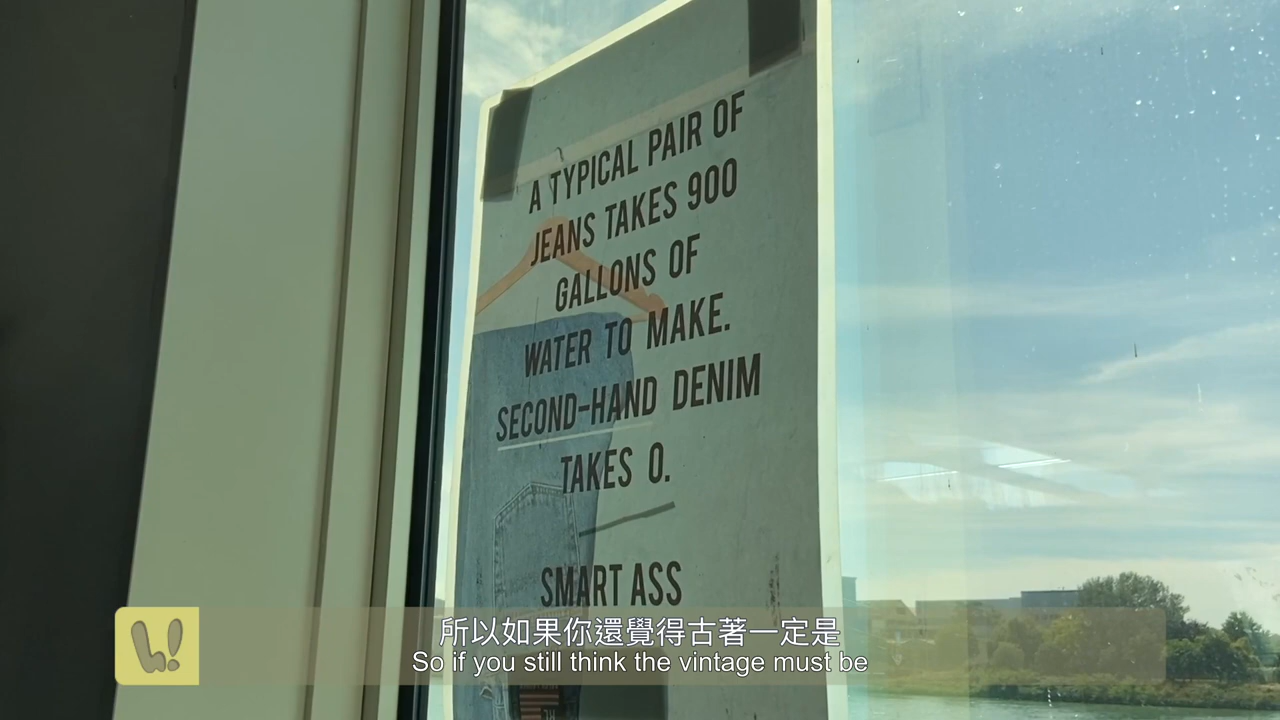 A TYPICAL PAIR OF
JEANS TAKES 900
GALLONS OF
WATER TO MAKE.
SECOND-HAND DENIM
TAKES 0.
SMART ASS
所以如果你還覺得古著一定是
So if you still think the vintage must be